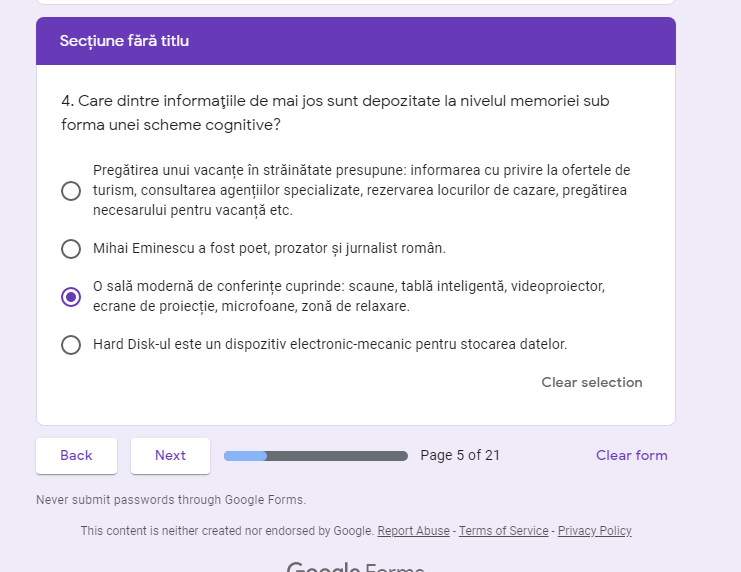 Secțiune fără titlu
4. Care dintre informațiile de mai jos sunt depozitate la nivelul memoriei sub
forma unei scheme cognitive?
Pregătirea unui vacanțe în străinătate presupune: informarea cu privire la ofertele de
turism, consultarea agențiilor specializate, rezervarea locurilor de cazare, pregătirea
necesarului pentru vacanță etc.
Mihai Eminescu a fost poet, prozator și jurnalist român.
O sală modernă de conferințe cuprinde: scaune, tablă inteligentă, videoproiector,
ecrane de proiecție, microfoane, zonă de relaxare.
Hard Disk-ul este un dispozitiv electronic-mecanic pentru stocarea datelor.
Clear selection
Back Next Page 5 of 21 Clear form
Never submit passwords through Google Forms.
This content is neither created nor endorsed by Google. Report Abuse - Terms of Service - Privacy Policy
Google Forms